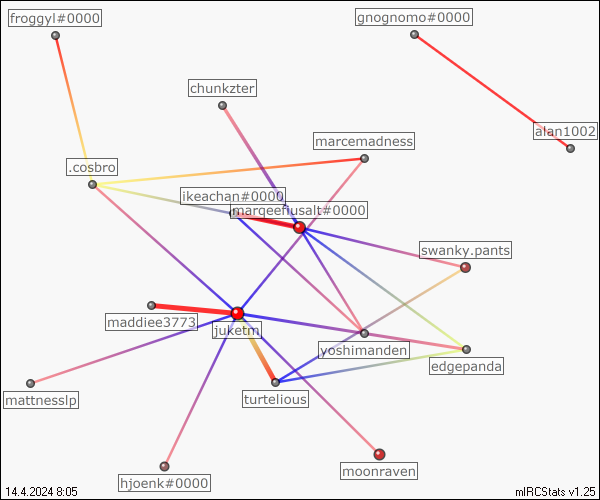 froggyl#0000
gnognomo#0000
chunkzter
alan1002
marcemadness
.cosbro
ikeachan#0000
marqeefiusalt#0000
swanky.pants
maddiee3773
juketm
yoshimanden
edgepanda
mattnesslp
turtelious
moonraven
hjoenk#0000
14.4.2024 8:05
mIRCStats v1.25